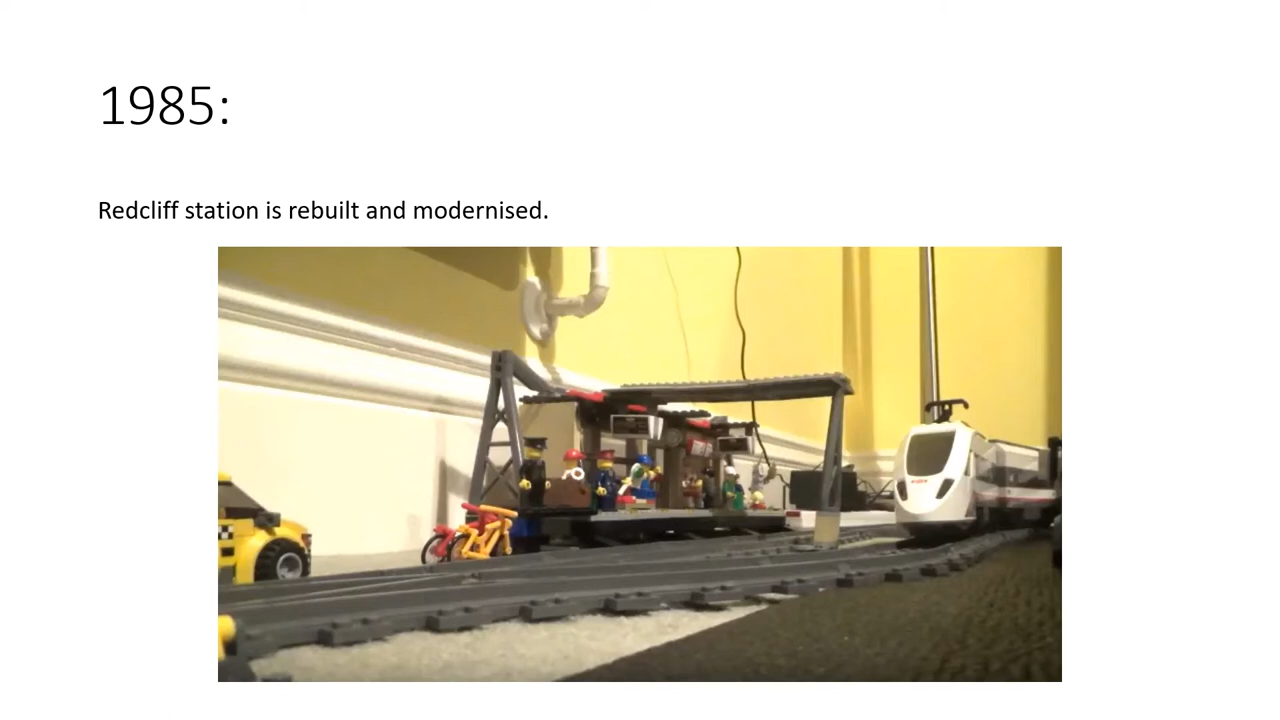 1985:
Redcliff station is rebuilt and modernised.